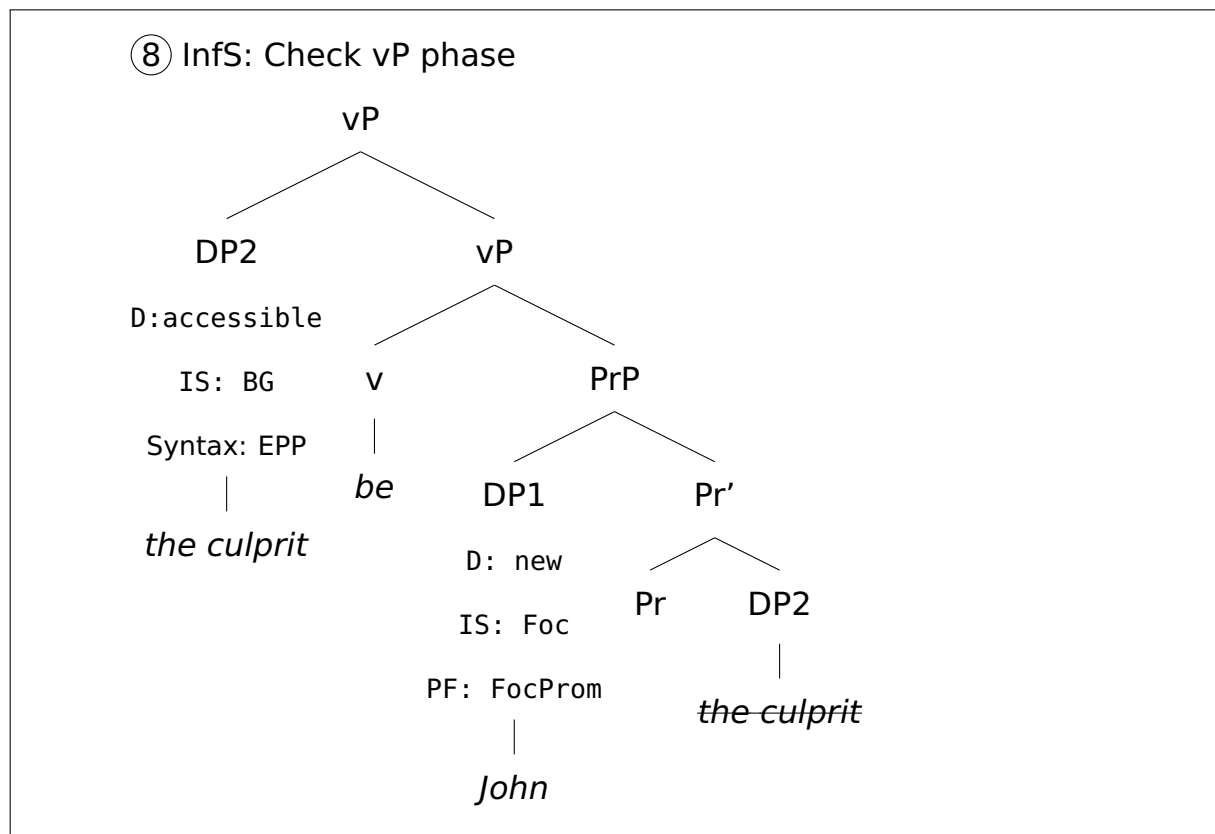 8 InfS: Check vP phase
vP
DP2 vP
D:accessible
IS: BG v PrP
Syntax: EPP
be DP1 Pr’
the culprit
D: new
Pr DP2
IS: Foc
PF: FocProm
the culprit
John